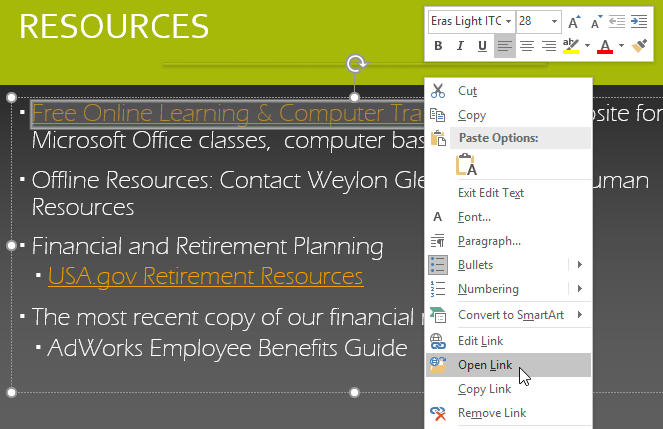 RESOURCES
Eras Light ITC 28
B I U
Free Online Learning & Computer Tra site for
Microsoft Office classes, computer bas
Offline Resources: Contact Weylon Gle uman
Resources
Financial and Retirement Planning
USA.gov Retirement Resources
The most recent copy of our financial
AdWorks Employee Benefits Guide
Cut
Copy
Paste Options:
Exit Edit Text
Font...
Paragraph...
Bullets
Numbering
Convert to SmartArt
Edit Link
Open Link
Copy Link
Remove Link